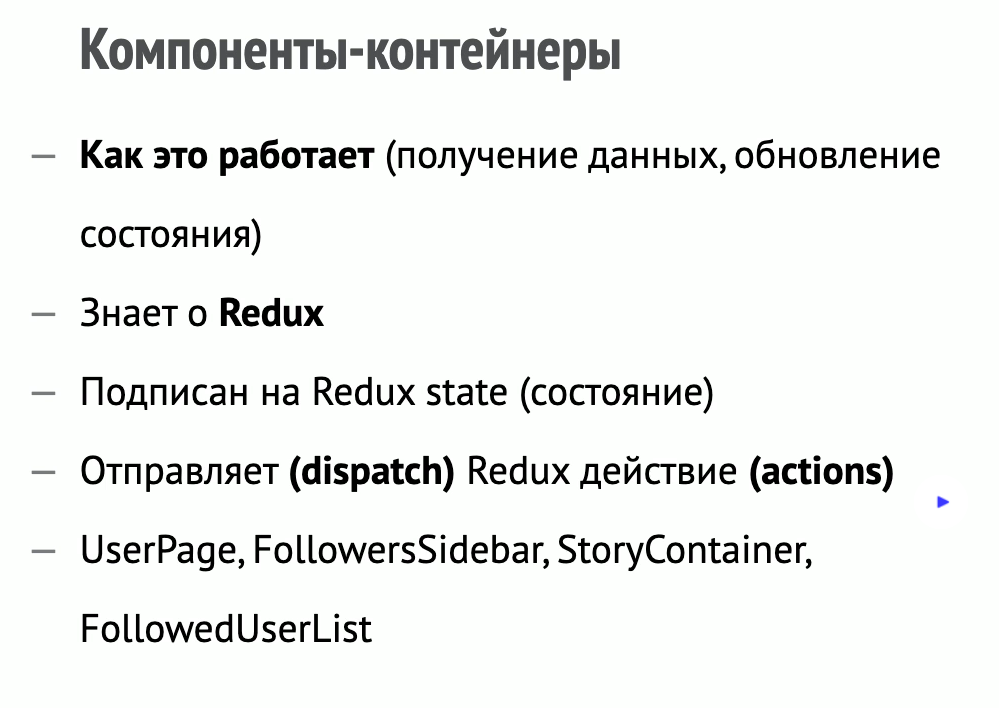 Компоненты-контейнеры
— Как это работает (получение данных, обновление
состояния)
— Знает о Redux
— Подписан на Redux state (состояние)
— Отправляет (dispatch) Redux действие (actions)
— UserPage, FollowersSidebar, StoryContainer,
FollowedUserList